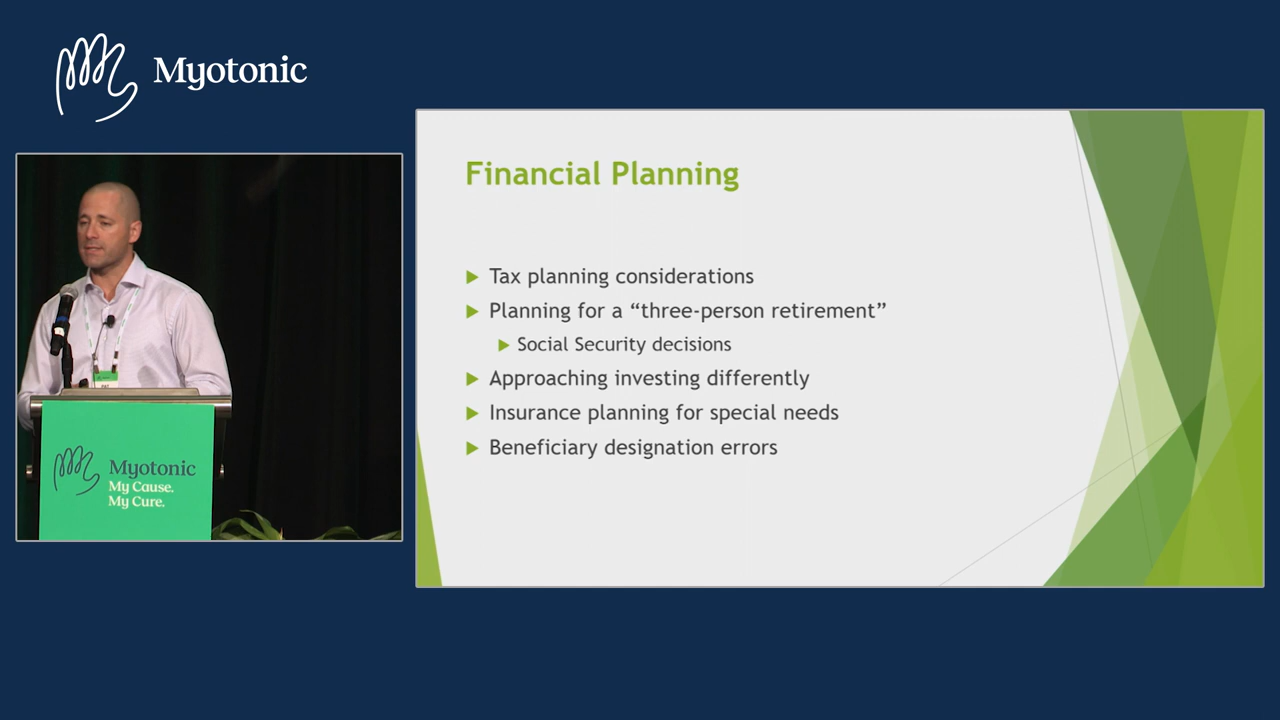 Myotonic
Financial Planning
Tax planning considerations
Planning for a “three-person retirement”
Social Security decisions
Approaching investing differently
Insurance planning for special needs
Beneficiary designation errors
Myotonic
My Cause.
My Cure.